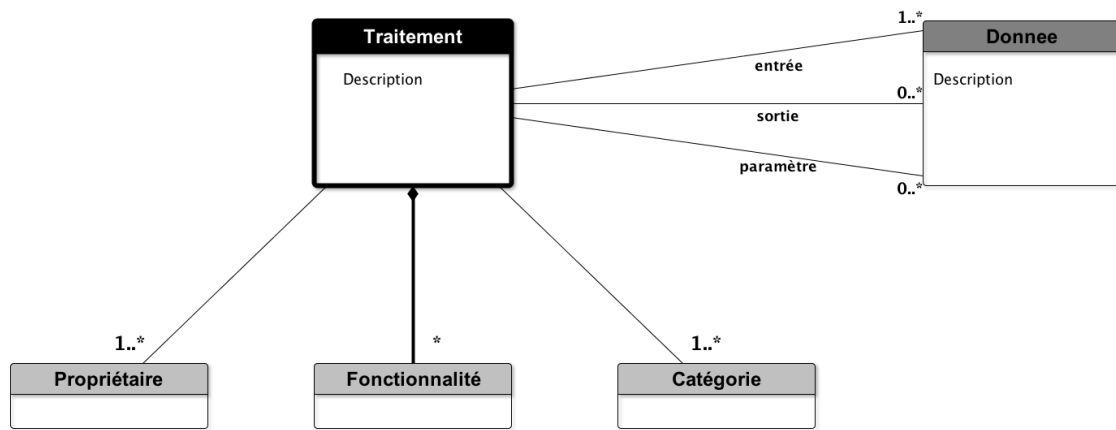 Traitement
Description
1..*
Donnee
Description
entrée
0..*
sortie
paramètre
0..*
1..*
*
1..*
Propriétaire
Fonctionnalité
Catégorie